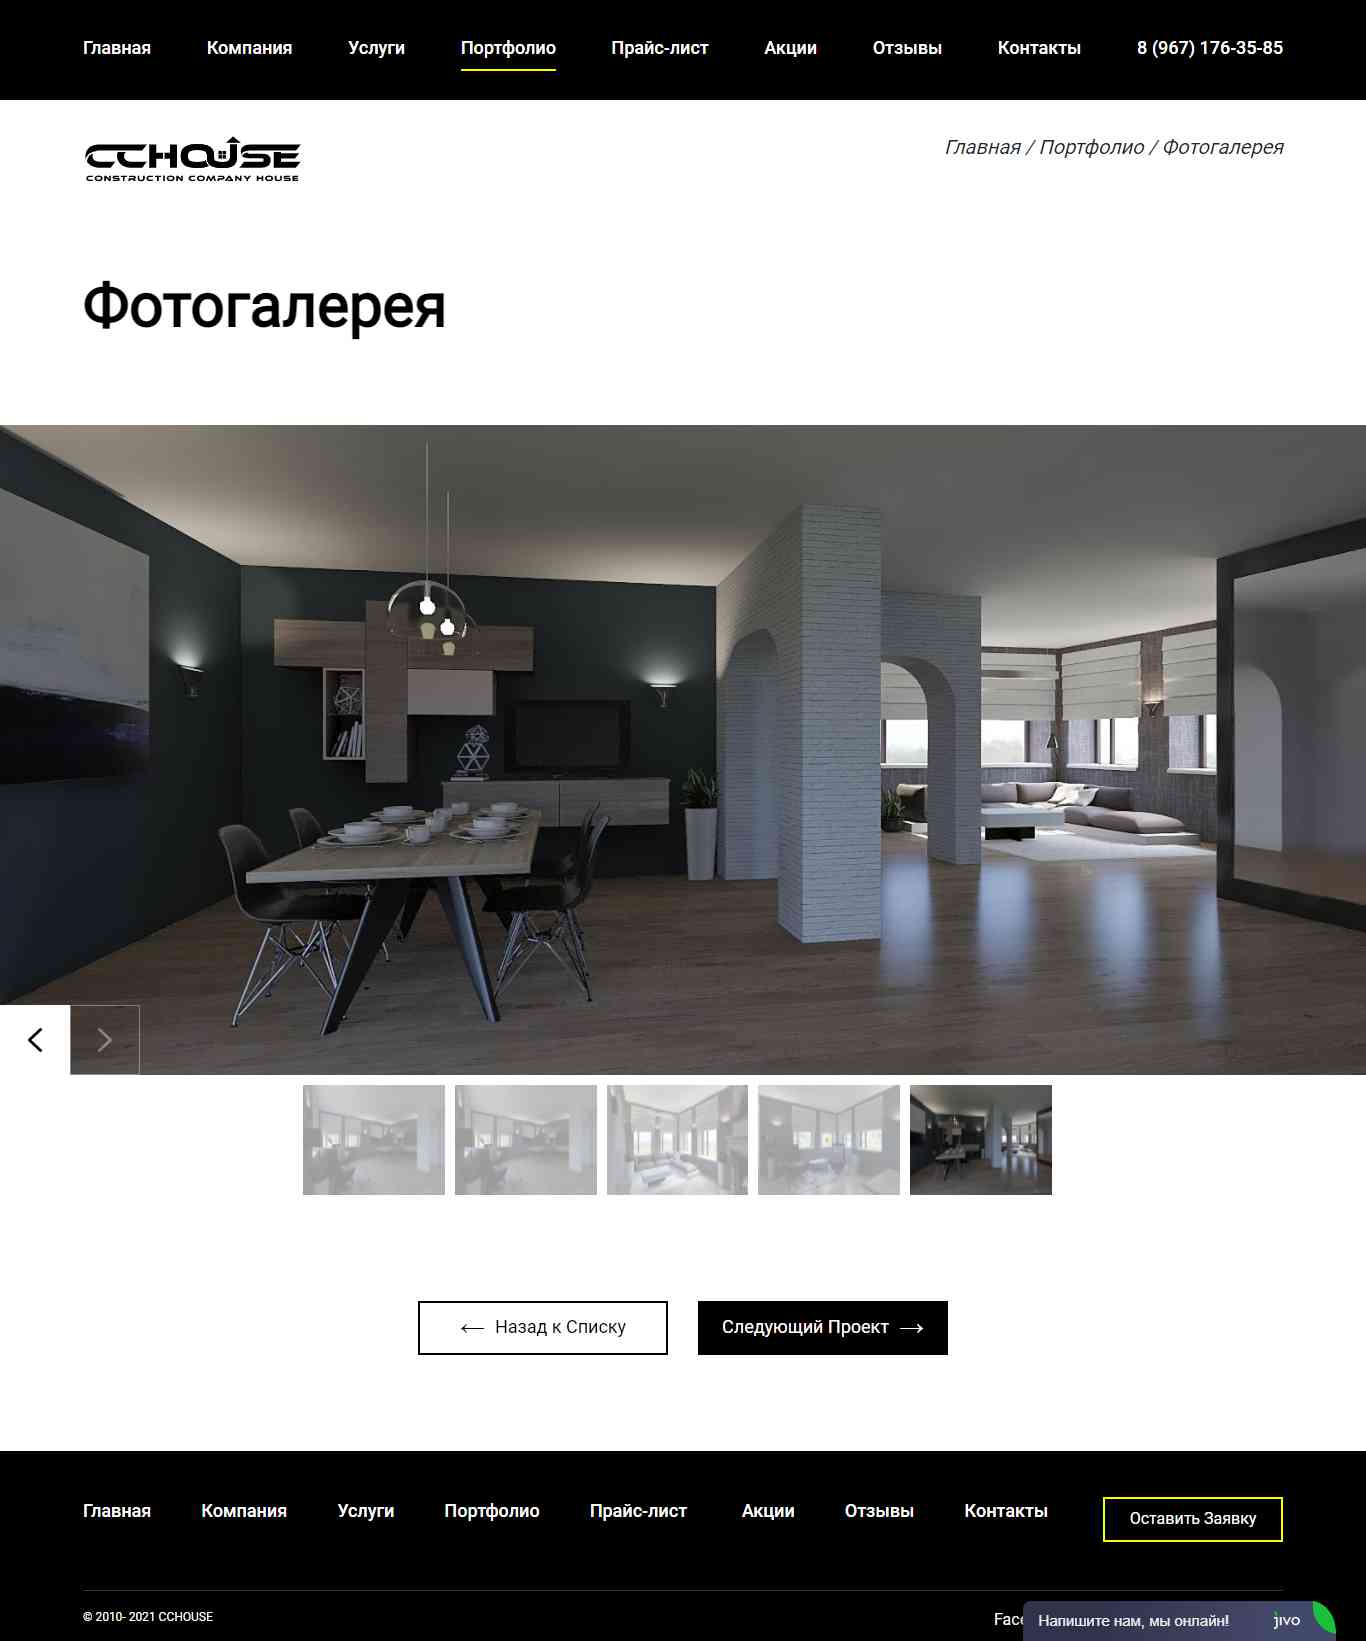 Главная Компания Услуги Портфолио Прайс-лист Акции Отзывы Контакты 8 (967) 176-35-85
CCHOUSE
CONSTRUCTION COMPANY HOUSE
Главная / Портфолио / Фотогалерея
Фотогалерея
Назад к Списку
Следующий Проект
Главная Компания Услуги Портфолио Прайс-лист Акции Отзывы Контакты
Оставить Заявку
© 2010- 2021 CCHOUSE
Напишите нам, мы онлайн! jivo